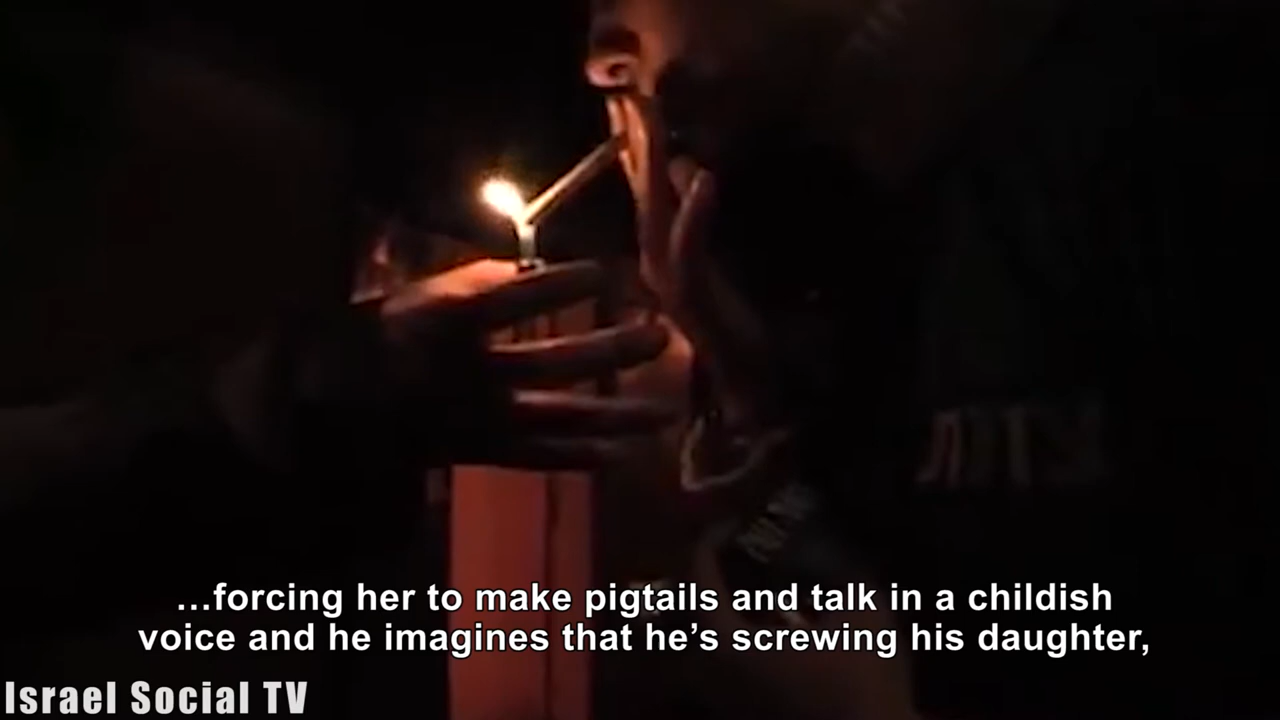 …forcing her to make pigtails and talk in a childish
voice and he imagines that he’s screwing his daughter,
Israel Social TV